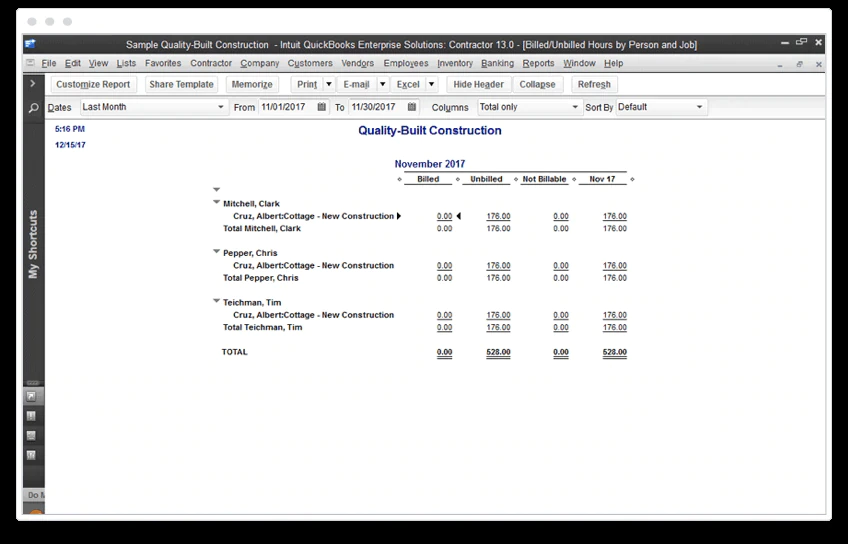 Sample Quality-Built Construction - Intuit QuickBooks Enterprise Solutions: Contractor 13.0 - [Billed/Unbilled Hours by Person and Job]
File Edit View Lists Favorites Contractor Company Customers Vendors Employees Inventory Banking Reports Window Help
Customize Report Share Template Memorize Print E-mail Excel Hide Header Collapse Refresh
Dates Last Month From 11/01/2017 To 11/30/2017 Columns Total only Sort By Default
5:16 PM
12/15/17
Quality-Built Construction
November 2017
Billed Unbilled Not Billable Nov 17
Mitchell, Clark
Cruz, Albert:Cottage - New Construction 0.00 176.00 0.00 176.00
Total Mitchell, Clark 0.00 176.00 0.00 176.00
Pepper, Chris
Cruz, Albert:Cottage - New Construction 0.00 176.00 0.00 176.00
Total Pepper, Chris 0.00 176.00 0.00 176.00
Teichman, Tim
Cruz, Albert:Cottage - New Construction 0.00 176.00 0.00 176.00
Total Teichman, Tim 0.00 176.00 0.00 176.00
TOTAL 0.00 528.00 0.00 528.00
My Shortcuts
Do